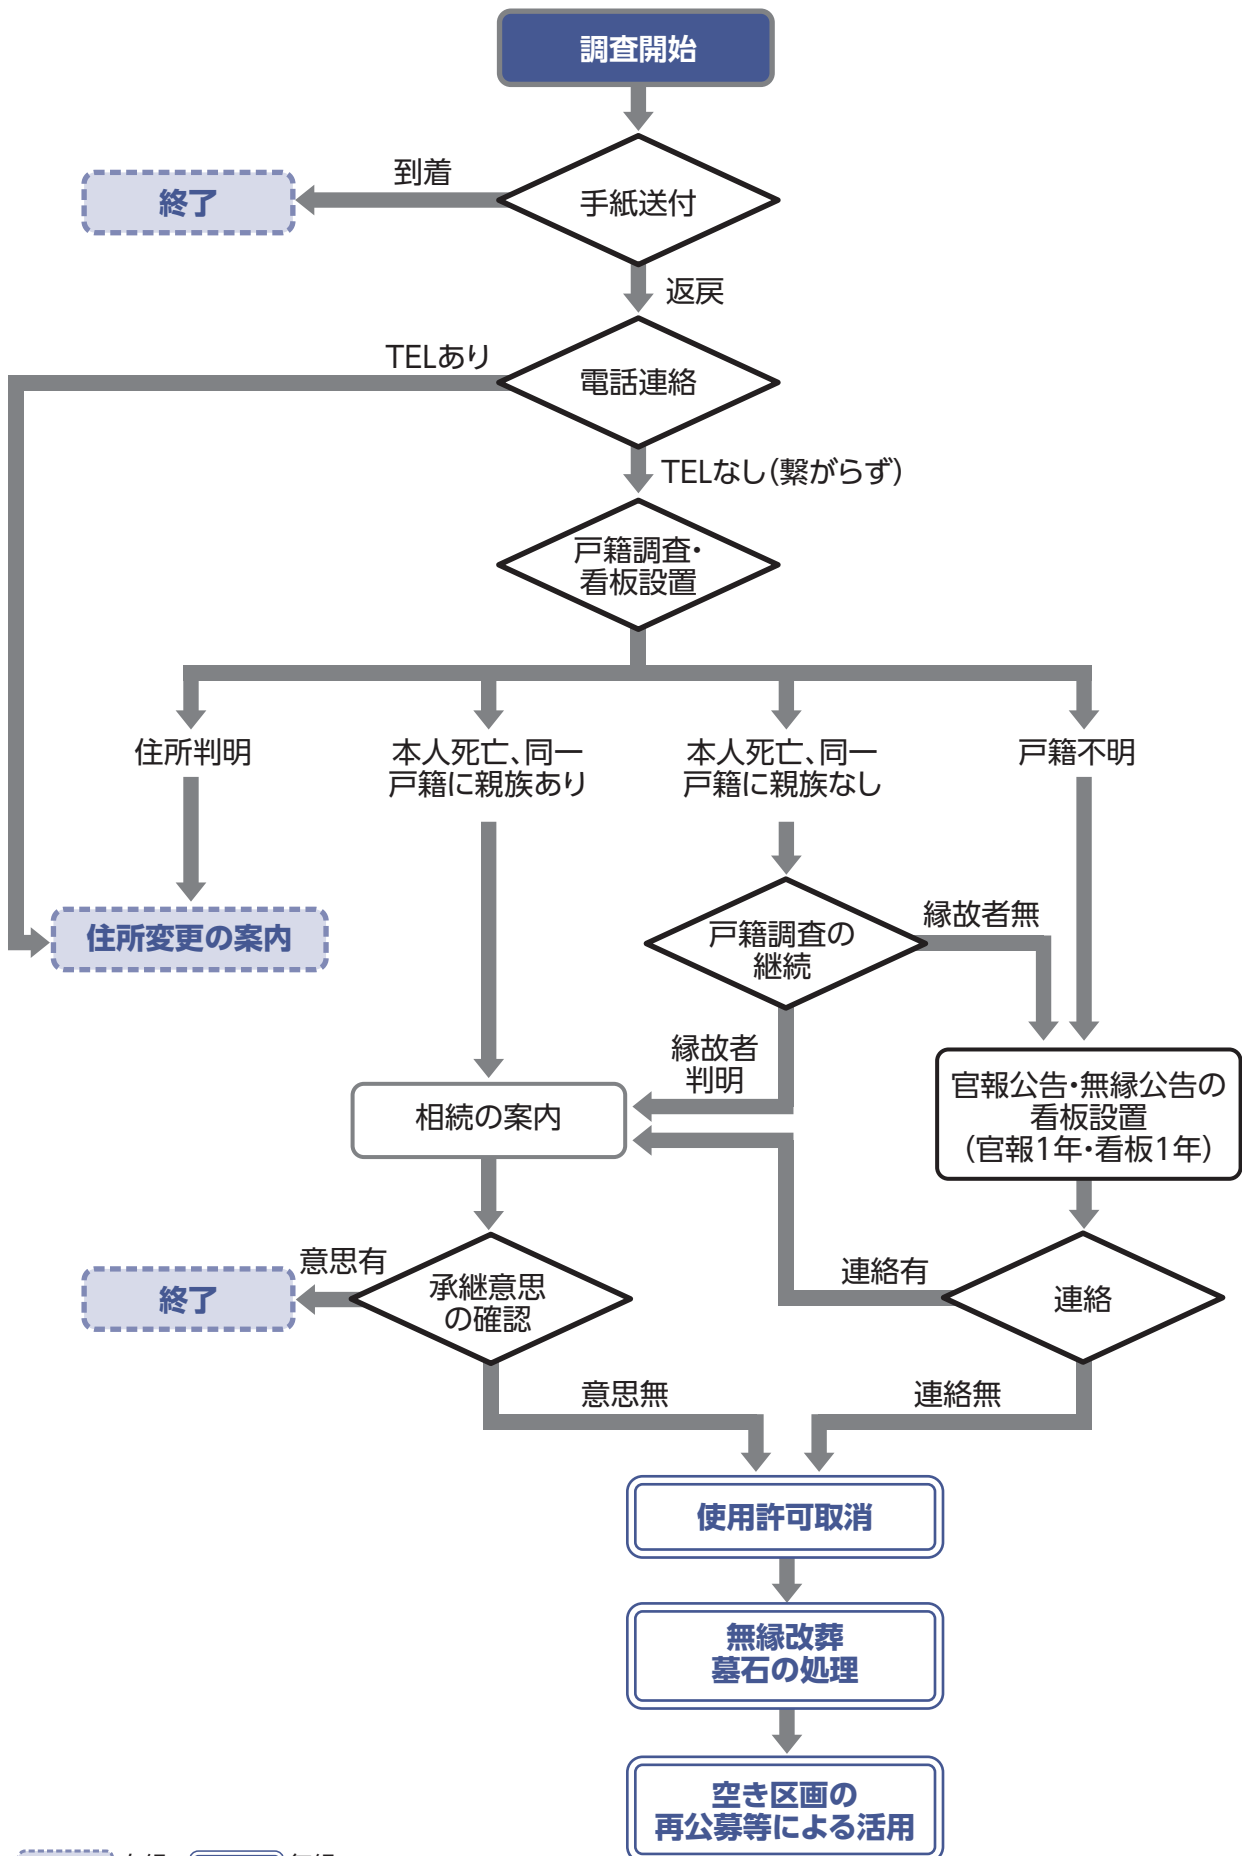 調査開始
到着
終了
手紙送付
返戻
TELあり
電話連絡
TELなし（繋がらず）
戸籍調査・
看板設置
住所判明
本人死亡、同一
戸籍に親族あり
本人死亡、同一
戸籍に親族なし
戸籍不明
住所変更の案内
戸籍調査の
継続
縁故者無
縁故者
判明
相続の案内
官報公告・無縁公告の
看板設置
（官報1年・看板1年）
意思有
終了
承継意思
の確認
連絡有
連絡
意思無
連絡無
使用許可取消
無縁改葬
墓石の処理
空き区画の
再公募等による活用